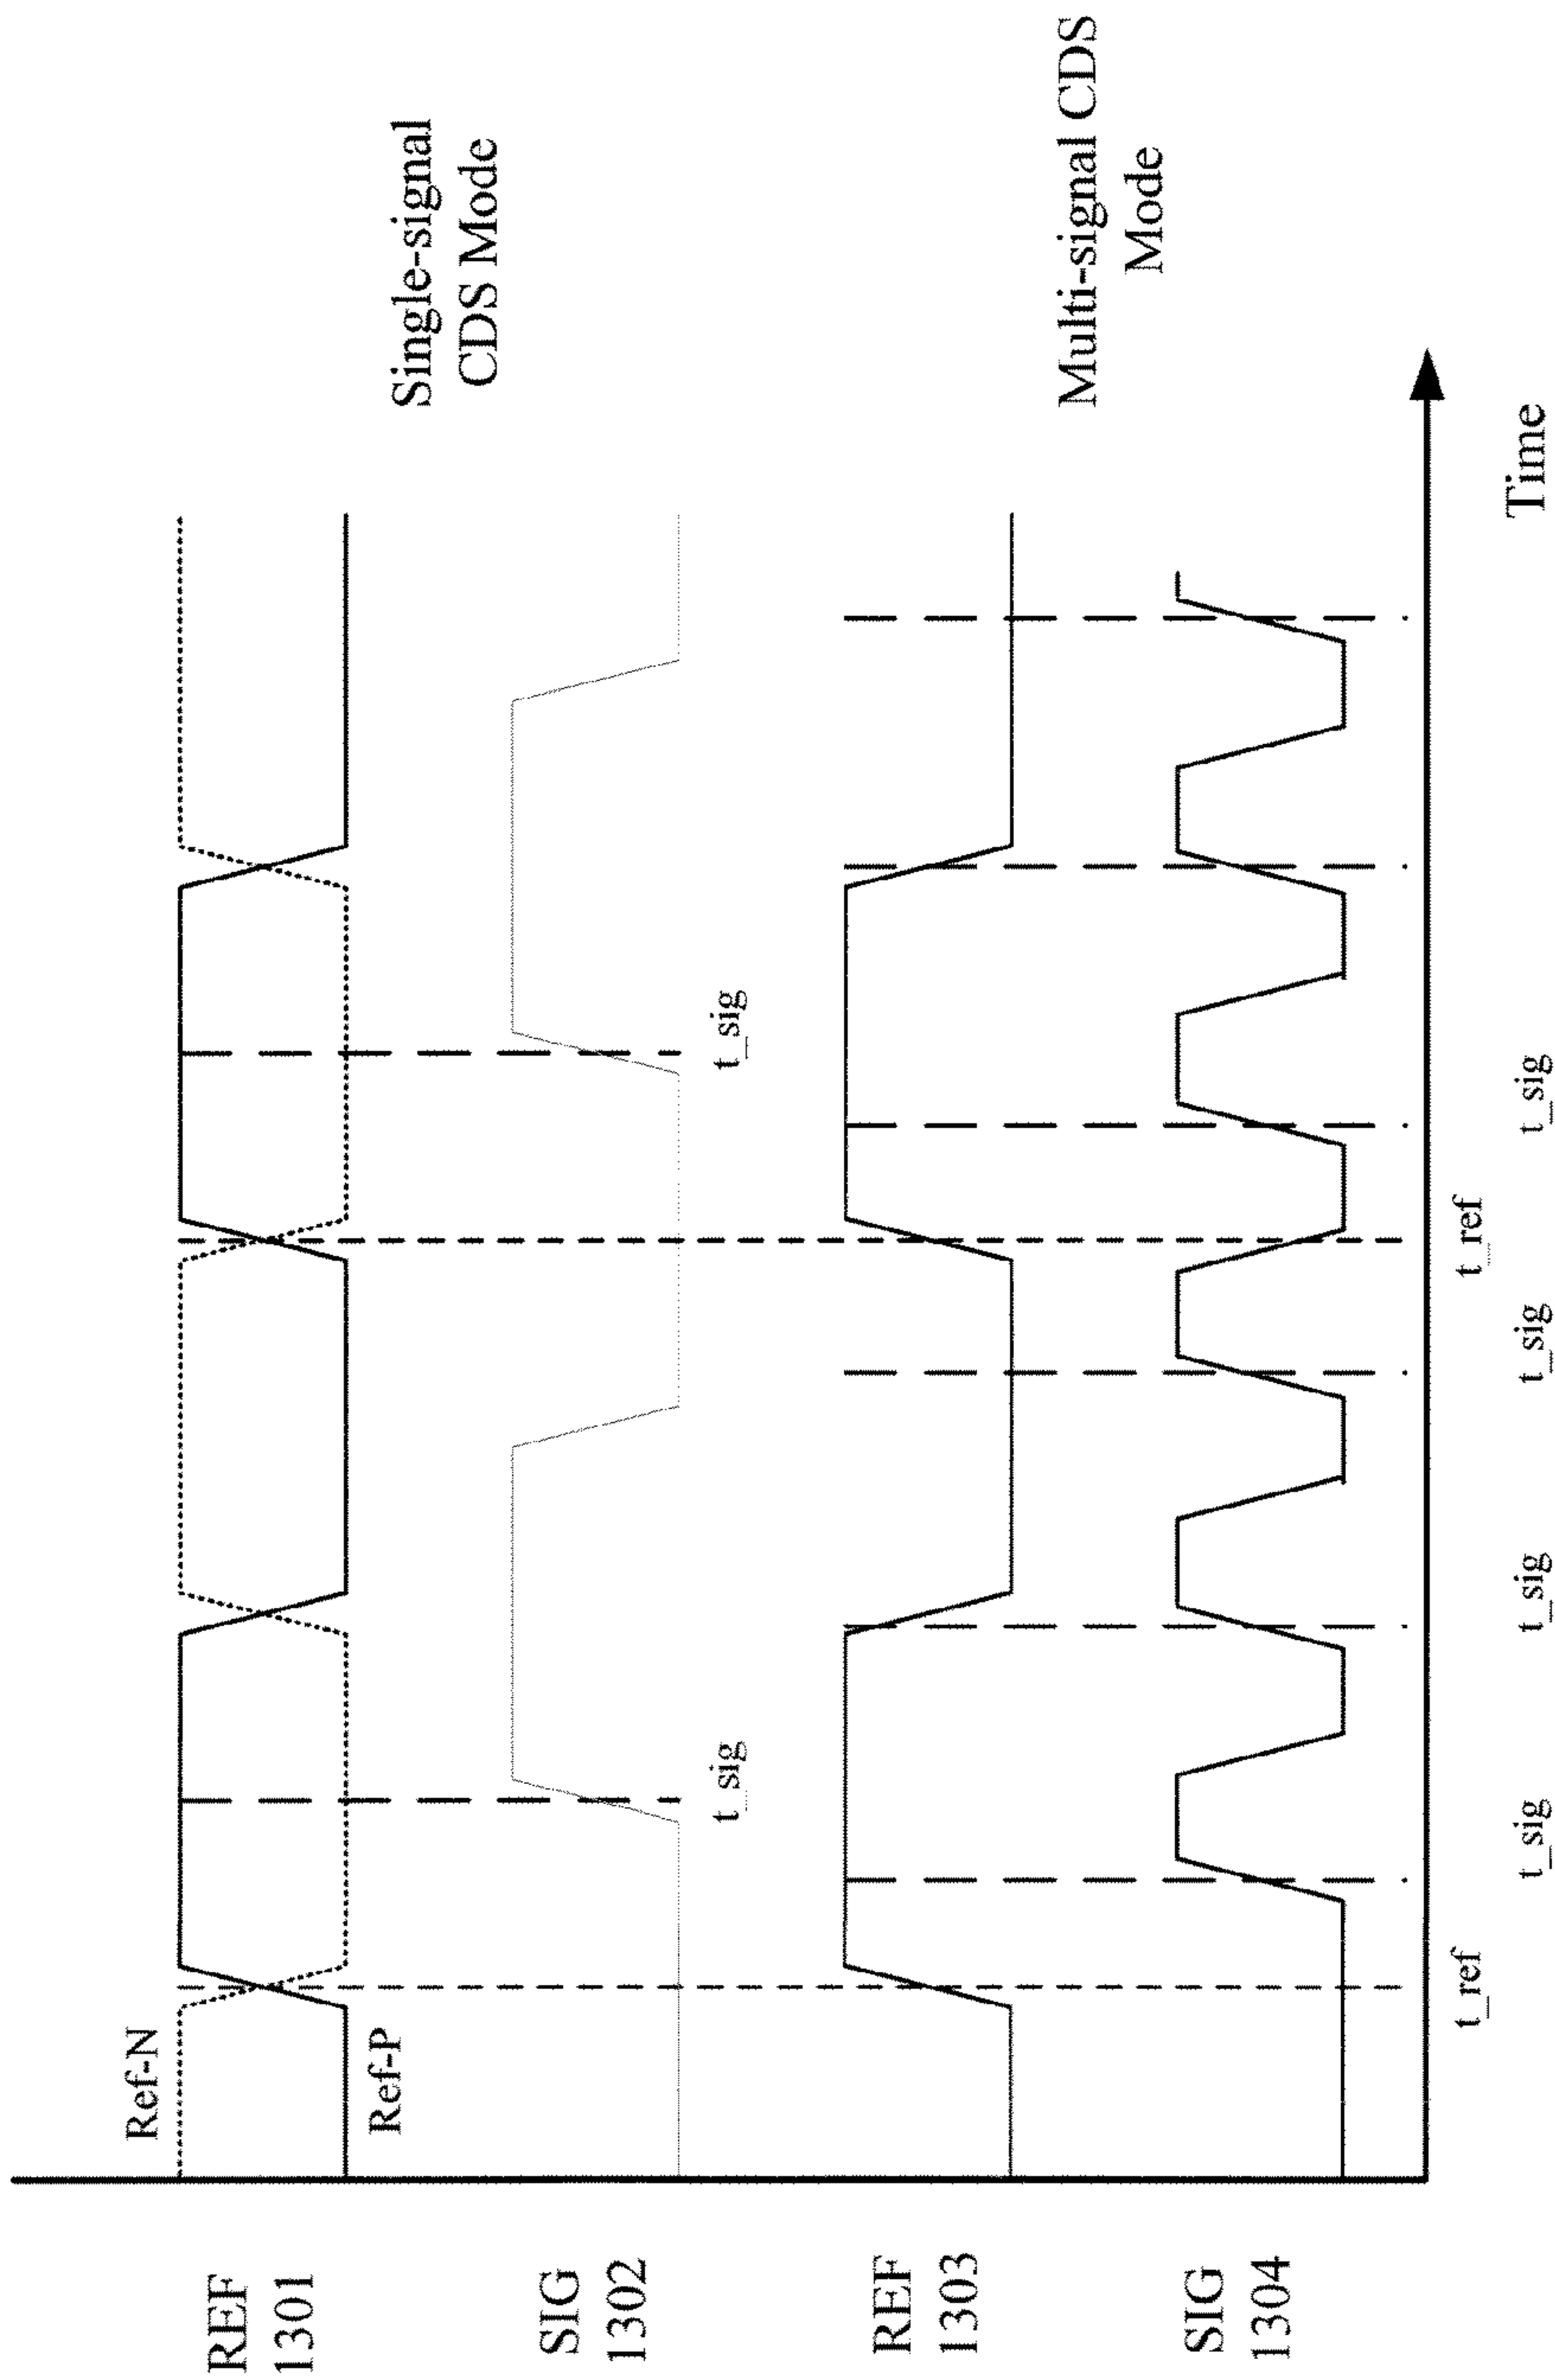 REF
1301
Ref-N
Ref-P
Single-signal
CDS Mode
SIG
1302
t_sig
t_sig
REF
1303
Multi-signal CDS
Mode
SIG
1304
t_ref
t_ref
Time
t_sig
t_sig
t_sig
t_sig